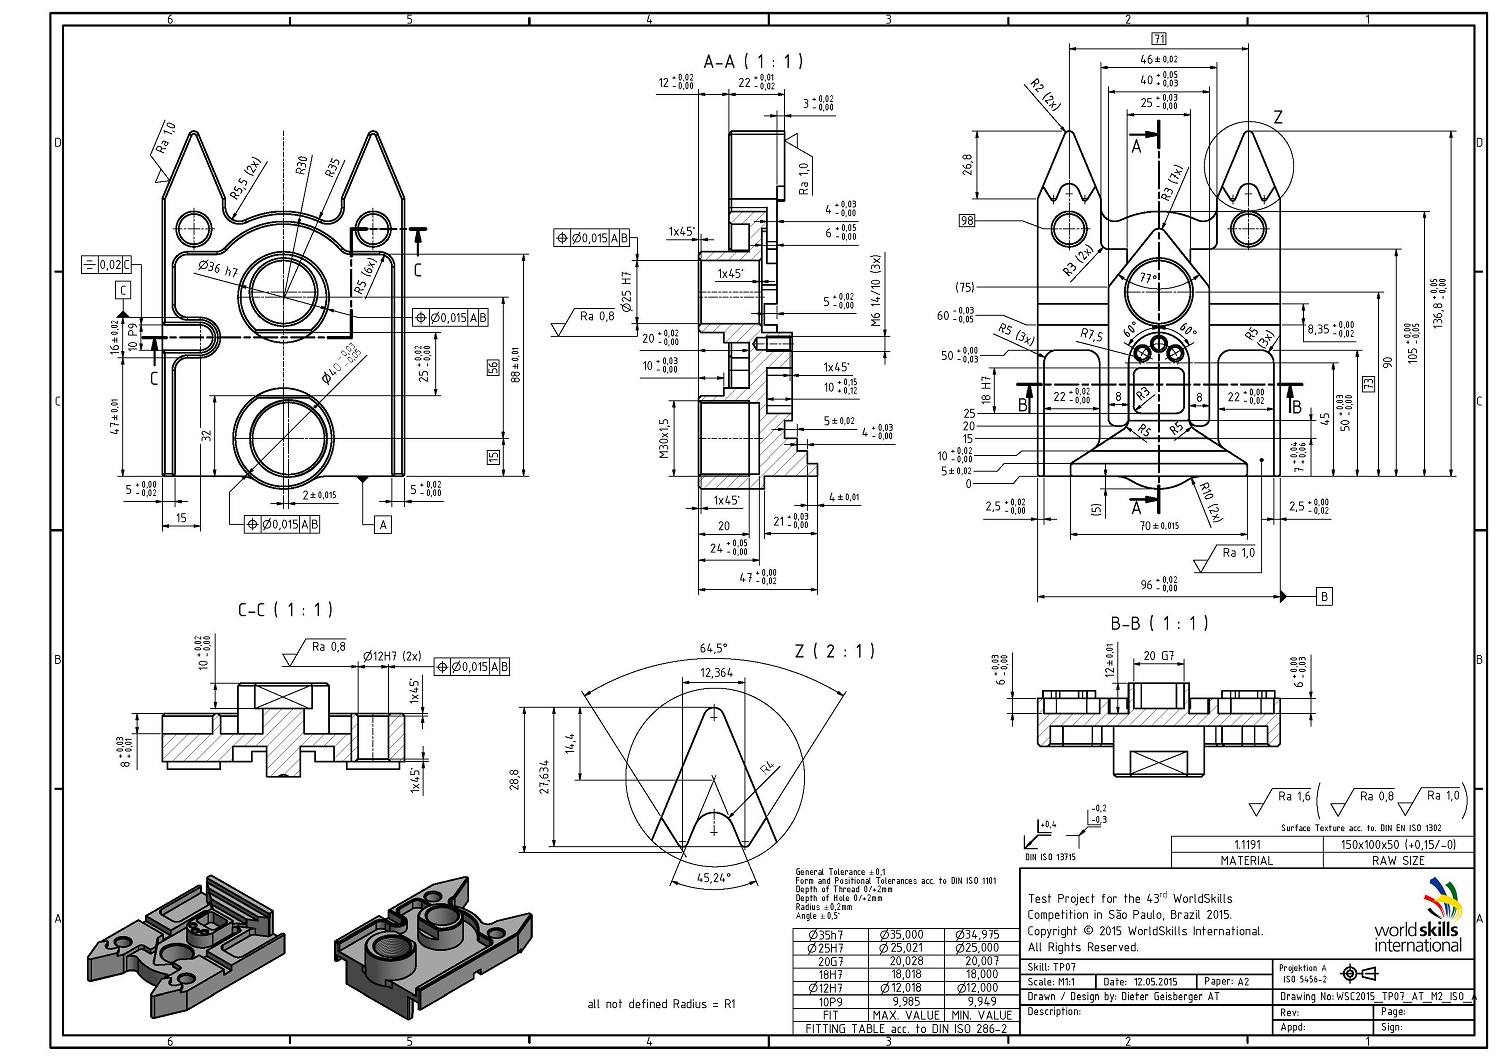 6 5 4 3 2 1
A-A ( 1 : 1 )
12 +0,02 -0,00
22 +0,01 -0,02
3 +0,02 -0,00
71
46±0,02
40 +0,05 +0,03
25 +0,03 -0,00
R2 (2x)
Z
A
D
D
Ra 1,0
R5,5 (2x)
R30
R35
Ra 1,0
26,8
R3 (7x)
4 +0,03 -0,00
6 +0,05 -0,00
98
1x45°
Ø0,015 A B
C
0,02 C
Ø36 h7
R5 (6x)
Ø25 H7
1x45°
M6 14/10 (3x)
R3 (2x)
77°
136,8 +0,05 -0,05
C
(75)
5 +0,02 -0,00
Ø0,015 A B
Ra 0,8
60 -0,03 -0,05
R5 (3x)
R7,5
60°
60°
R5 (3x)
8,35 +0,00 -0,02
105 +0,02 -0,00
16±0,02
10 P9
20 +0,02 -0,00
50 +0,00 -0,03
90
C
10 +0,03 -0,00
1x45°
Ø40 -0,03 -0,05
25 +0,02 -0,00
56
88±0,01
10 +0,15 +0,12
18 H7
73
C
C
22 +0,02 -0,00
8
R3
8
22 +0,00 -0,02
B
B
47±0,01
32
M30x1,5
5±0,02
4 +0,03 -0,00
25
20
15
R5
R5
45
50 +0,02 -0,00
15
10 +0,02 -0,00
5±0,02
0
7 +0,04 -0,06
5 +0,00 -0,02
2±0,015
5 +0,00 -0,02
1x45°
4±0,01
(5)
A
R10 (2x)
2,5 +0,02 -0,00
2,5 +0,00 -0,02
15
Ø0,015 A B
A
20
21 +0,03 -0,00
70±0,015
24 +0,05 -0,00
Ra 1,0
47 +0,00 -0,02
96 +0,02 -0,00
B
C-C ( 1 : 1 )
B-B ( 1 : 1 )
Z ( 2 : 1 )
10 +0,02 -0,00
Ra 0,8
Ø12H7 (2x)
Ø0,015 A B
1x45°
64,5°
12,364
6 +0,03 -0,00
12±0,01
20 G7
6 +0,00 -0,03
B
B
8 +0,03 -0,01
1x45°
28,8
27,634
14,4
R4
45,24°
Ra 1,6 ( Ra 0,8 Ra 1,0 )
Surface Texture acc. to. DIN EN ISO 1302
+0,4
-0,2
-0,3
DIN ISO 13715
1.1191
150x100x50 (+0,15/-0)
MATERIAL
RAW SIZE
General Tolerance ±0,1
Form and Positional Tolerances acc. to DIN ISO 1101
Depth of Thread 0/+2mm
Depth of Hole 0/+2mm
Radius ±0,2mm
Angle ±0,5°
A
A
Ø35h7 Ø35,000 Ø34,975
Ø25H7 Ø25,021 Ø25,000
20G7 20,028 20,007
18H7 18,018 18,000
Ø12H7 Ø12,018 Ø12,000
10P9 9,985 9,949
FIT MAX. VALUE MIN. VALUE
FITTING TABLE acc. to DIN ISO 286-2
all not defined Radius = R1
Test Project for the 43rd WorldSkills
Competition in São Paulo, Brazil 2015.
Copyright © 2015 WorldSkills International.
All Rights Reserved.
worldskills
international
Skill: TP07
Projektion A
ISO 5456-2
Scale: M1:1
Date: 12.05.2015
Paper: A2
Drawn / Design by: Dieter Geisberger AT
Drawing No: WSC2015_TP07_AT_M2_ISO_A
Description:
Rev:
Page:
Appd:
Sign:
6 5 4 3 2 1